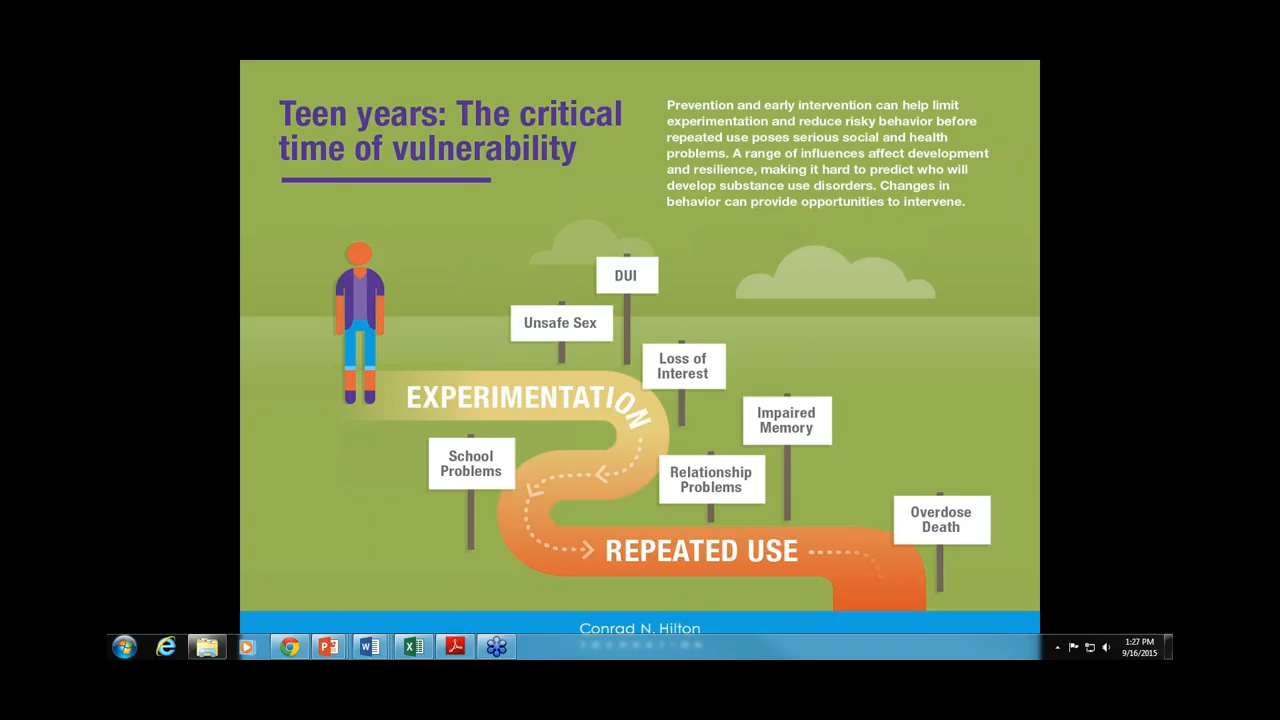 Teen years: The critical
time of vulnerability
Prevention and early intervention can help limit
experimentation and reduce risky behavior before
repeated use poses serious social and health
problems. A range of influences affect development
and resilience, making it hard to predict who will
develop substance use disorders. Changes in
behavior can provide opportunities to intervene.
DUI
Unsafe Sex
Loss of
Interest
EXPERIMENTATION
Impaired
Memory
School
Problems
Relationship
Problems
Overdose
Death
REPEATED USE
Conrad N. Hilton
1:27 PM
9/16/2015